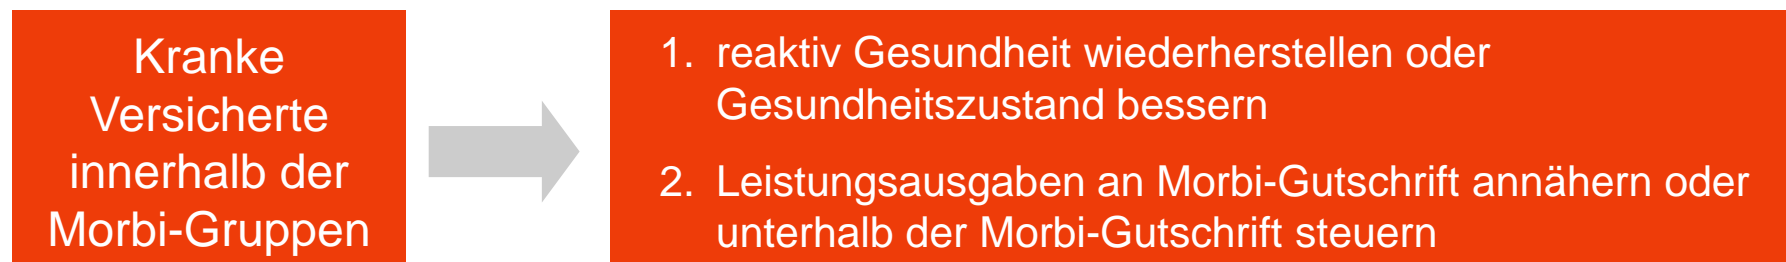 Kranke
Versicherte
innerhalb der
Morbi-Gruppen
1. reaktiv Gesundheit wiederherstellen oder
Gesundheitszustand bessern
2. Leistungsausgaben an Morbi-Gutschrift annähern oder
unterhalb der Morbi-Gutschrift steuern